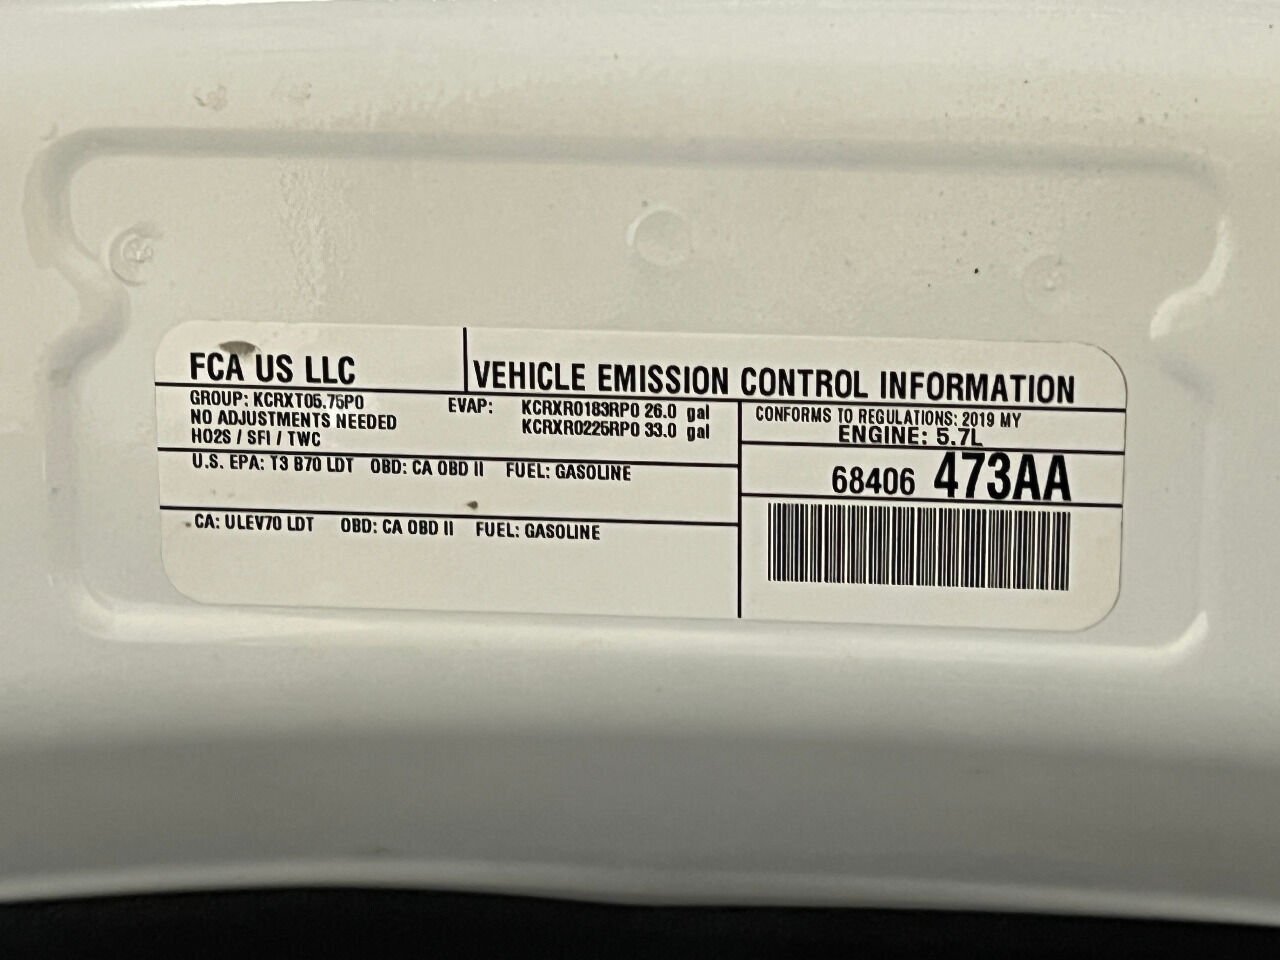 FCA US LLC
VEHICLE EMISSION CONTROL INFORMATION
GROUP: KCRXT05.75P0
NO ADJUSTMENTS NEEDED
HO2S / SFI / TWC
EVAP: KCRXR0183RP0 26.0 gal
KCRXR0225RP0 33.0 gal
CONFORMS TO REGULATIONS: 2019 MY
ENGINE: 5.7L
U.S. EPA: T3 B70 LDT OBD: CA OBD II FUEL: GASOLINE
68406 473AA
CA: ULEV70 LDT OBD: CA OBD II FUEL: GASOLINE